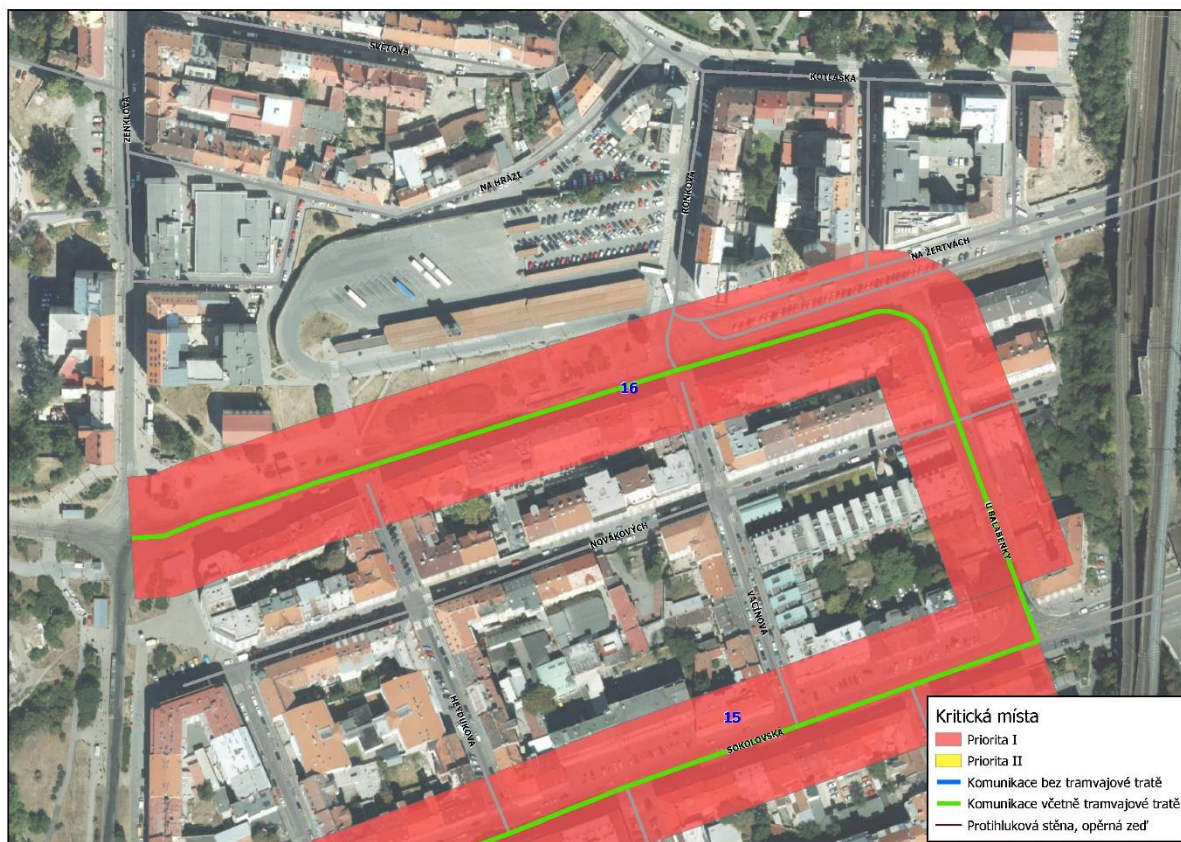 SVĚTOVA
ZENKLOVA
KOTLASKA
NA HRÁZI
RONKOVA
NA ŽERTVÁCH
16
NOVÁKOVÝCH
U BALABENKY
VACÍNOVA
HEYDUKOVA
15
SOKOLOVSKÁ
Kritická místa
Priorita I
Priorita II
Komunikace bez tramvajové tratě
Komunikace včetně tramvajové tratě
Protihluková stěna, opěrná zeď